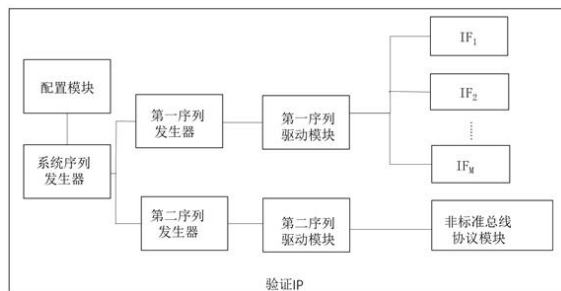 配置模块
系统序列
发生器
第一序列
发生器
第一序列
驱动模块
IF₁
IF₂
IFM
第二序列
发生器
第二序列
驱动模块
非标准总线
协议模块
验证IP